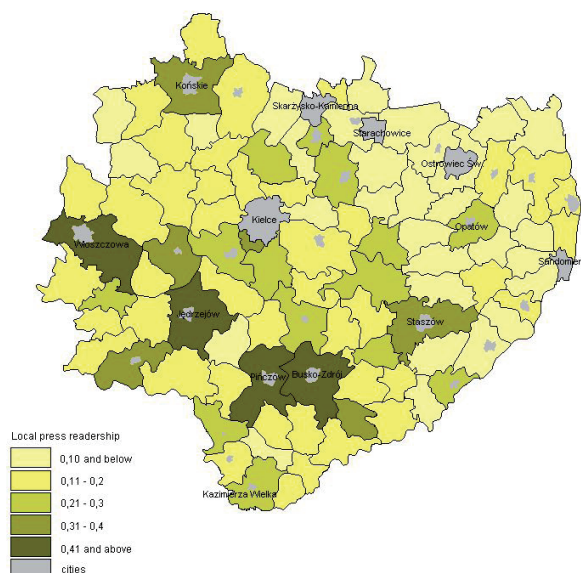 Końskie
Skarżysko-Kamienna
Starachowice
Ostrowiec Św.
Kielce
Opatów
Włoszczowa
Sandomierz
Jędrzejów
Staszów
Pińczów
Busko-Zdrój
Kazimierza Wielka
Local press readership
0,10 and below
0,11 - 0,2
0,21 - 0,3
0,31 - 0,4
0,41 and above
cities